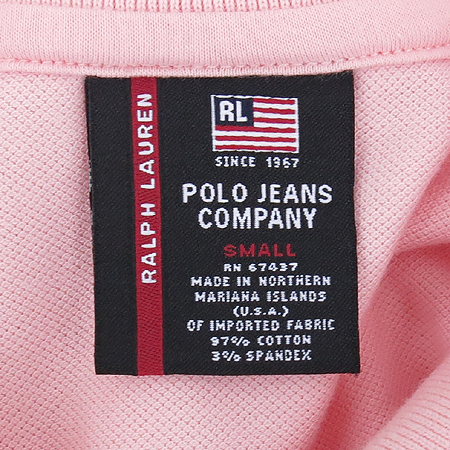 RALPH LAUREN
RL
SINCE 1967
POLO JEANS
COMPANY
SMALL
RN 67437
MADE IN NORTHERN
MARIANA ISLANDS
(U.S.A.)
OF IMPORTED FABRIC
97% COTTON
3% SPANDEX